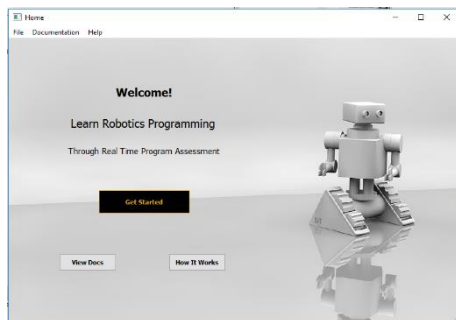 Home
File Documentation Help
Welcome!
Learn Robotics Programming
Through Real Time Program Assessment
Get Started
View Docs How It Works